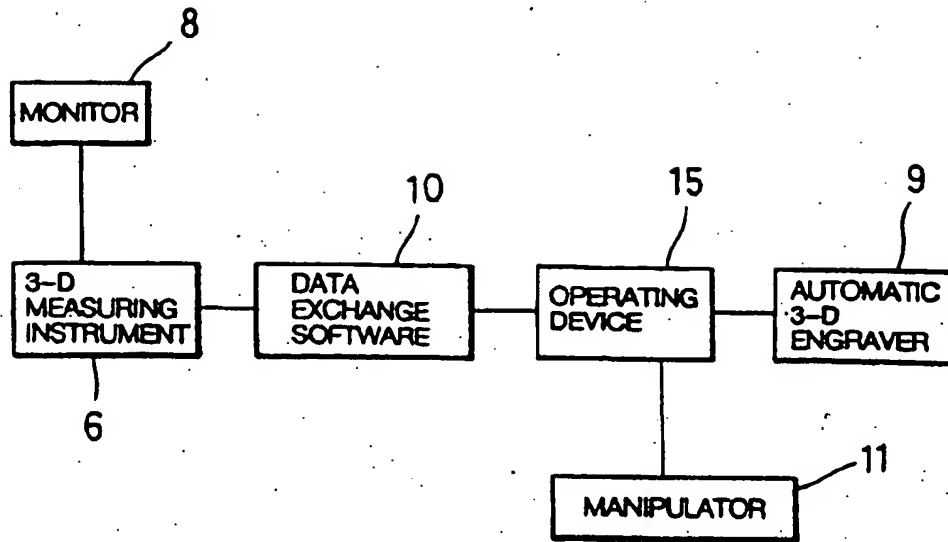 8
MONITOR
10
15
9
3-D
MEASURING
INSTRUMENT
DATA
EXCHANGE
SOFTWARE
OPERATING
DEVICE
AUTOMATIC
3-D
ENGRAVER
6
11
MANIPULATOR